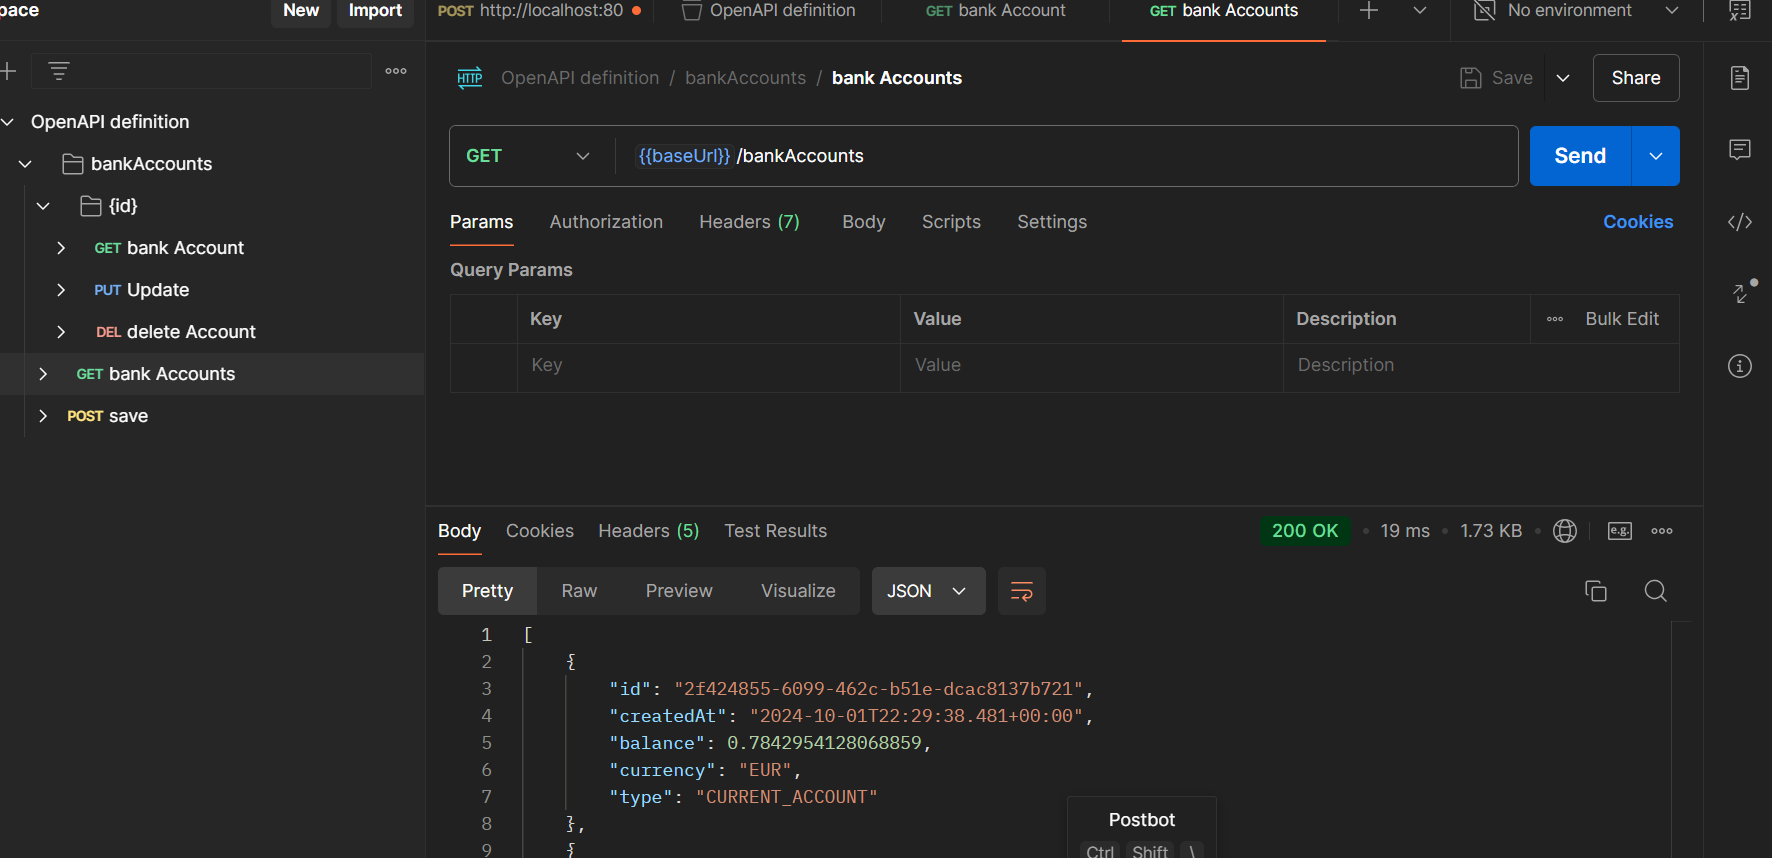 pace
New Import
POST http://localhost:80 OpenAPI definition GET bank Account GET bank Accounts No environment
OpenAPI definition
bankAccounts
{id}
GET bank Account
PUT Update
DEL delete Account
GET bank Accounts
POST save
HTTP OpenAPI definition / bankAccounts / bank Accounts Save Share
GET {{baseUrl}} /bankAccounts Send
Params Authorization Headers (7) Body Scripts Settings Cookies
Query Params
Key Value Description Bulk Edit
Key Value Description
Body Cookies Headers (5) Test Results 200 OK 19 ms 1.73 KB e.g.
Pretty Raw Preview Visualize JSON
1 [
2 {
3 "id": "2f424855-6099-462c-b51e-dcac8137b721",
4 "createdAt": "2024-10-01T22:29:38.481+00:00",
5 "balance": 0.7842954128068859,
6 "currency": "EUR",
7 "type": "CURRENT_ACCOUNT"
8 },
9 {
Postbot
Ctrl Shift \